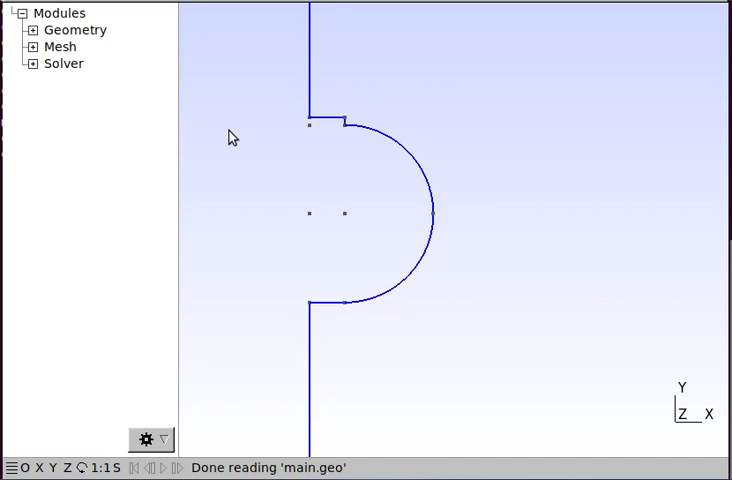 Modules
Geometry
Mesh
Solver
Y
Z X
O X Y Z 1:1 S Done reading 'main.geo'